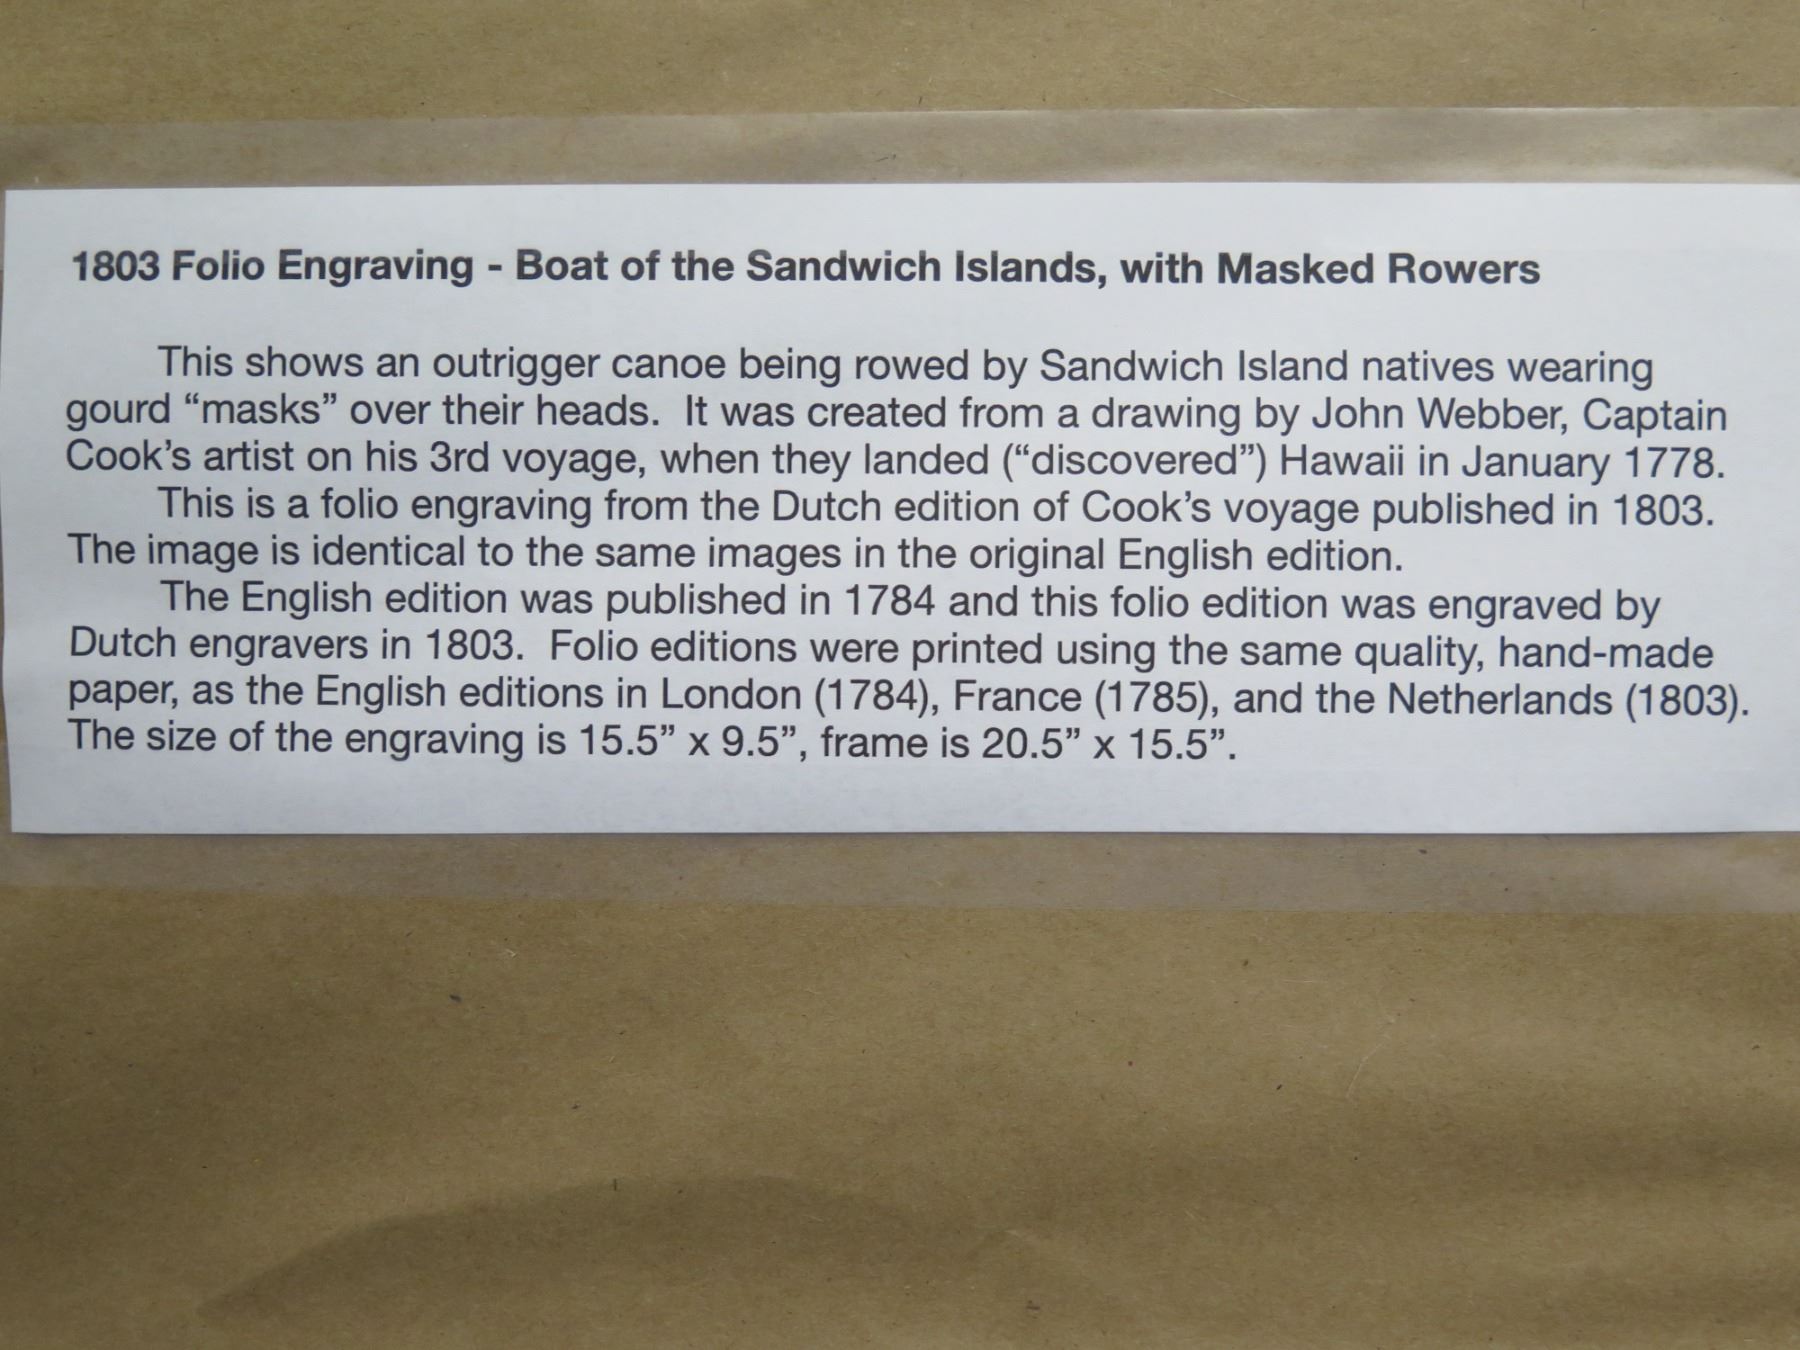 1803 Folio Engraving - Boat of the Sandwich Islands, with Masked Rowers
This shows an outrigger canoe being rowed by Sandwich Island natives wearing
gourd “masks” over their heads.  It was created from a drawing by John Webber, Captain
Cook’s artist on his 3rd voyage, when they landed (“discovered”) Hawaii in January 1778.
This is a folio engraving from the Dutch edition of Cook’s voyage published in 1803.
The image is identical to the same images in the original English edition.
The English edition was published in 1784 and this folio edition was engraved by
Dutch engravers in 1803.  Folio editions were printed using the same quality, hand-made
paper, as the English editions in London (1784), France (1785), and the Netherlands (1803).
The size of the engraving is 15.5” x 9.5”, frame is 20.5” x 15.5”.